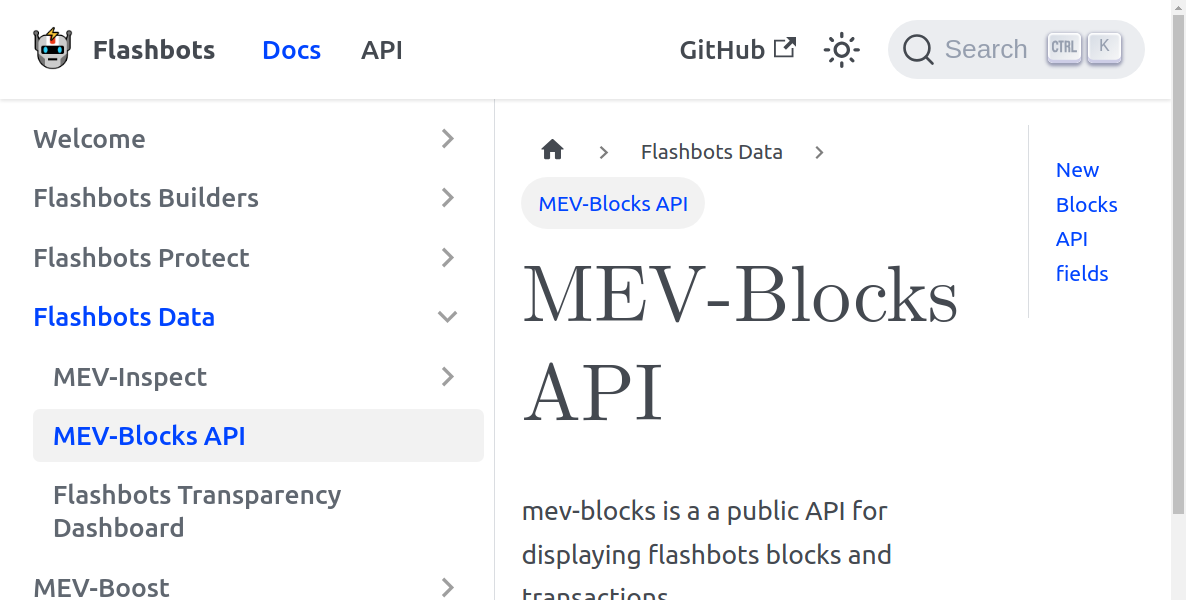 Flashbots Docs API GitHub Search CTRL K
Welcome
Flashbots Builders
Flashbots Protect
Flashbots Data
MEV-Inspect
MEV-Blocks API
Flashbots Transparency
Dashboard
MEV-Boost
Flashbots Data
MEV-Blocks API
MEV-Blocks
API
mev-blocks is a a public API for
displaying flashbots blocks and
transactions
New
Blocks
API
fields